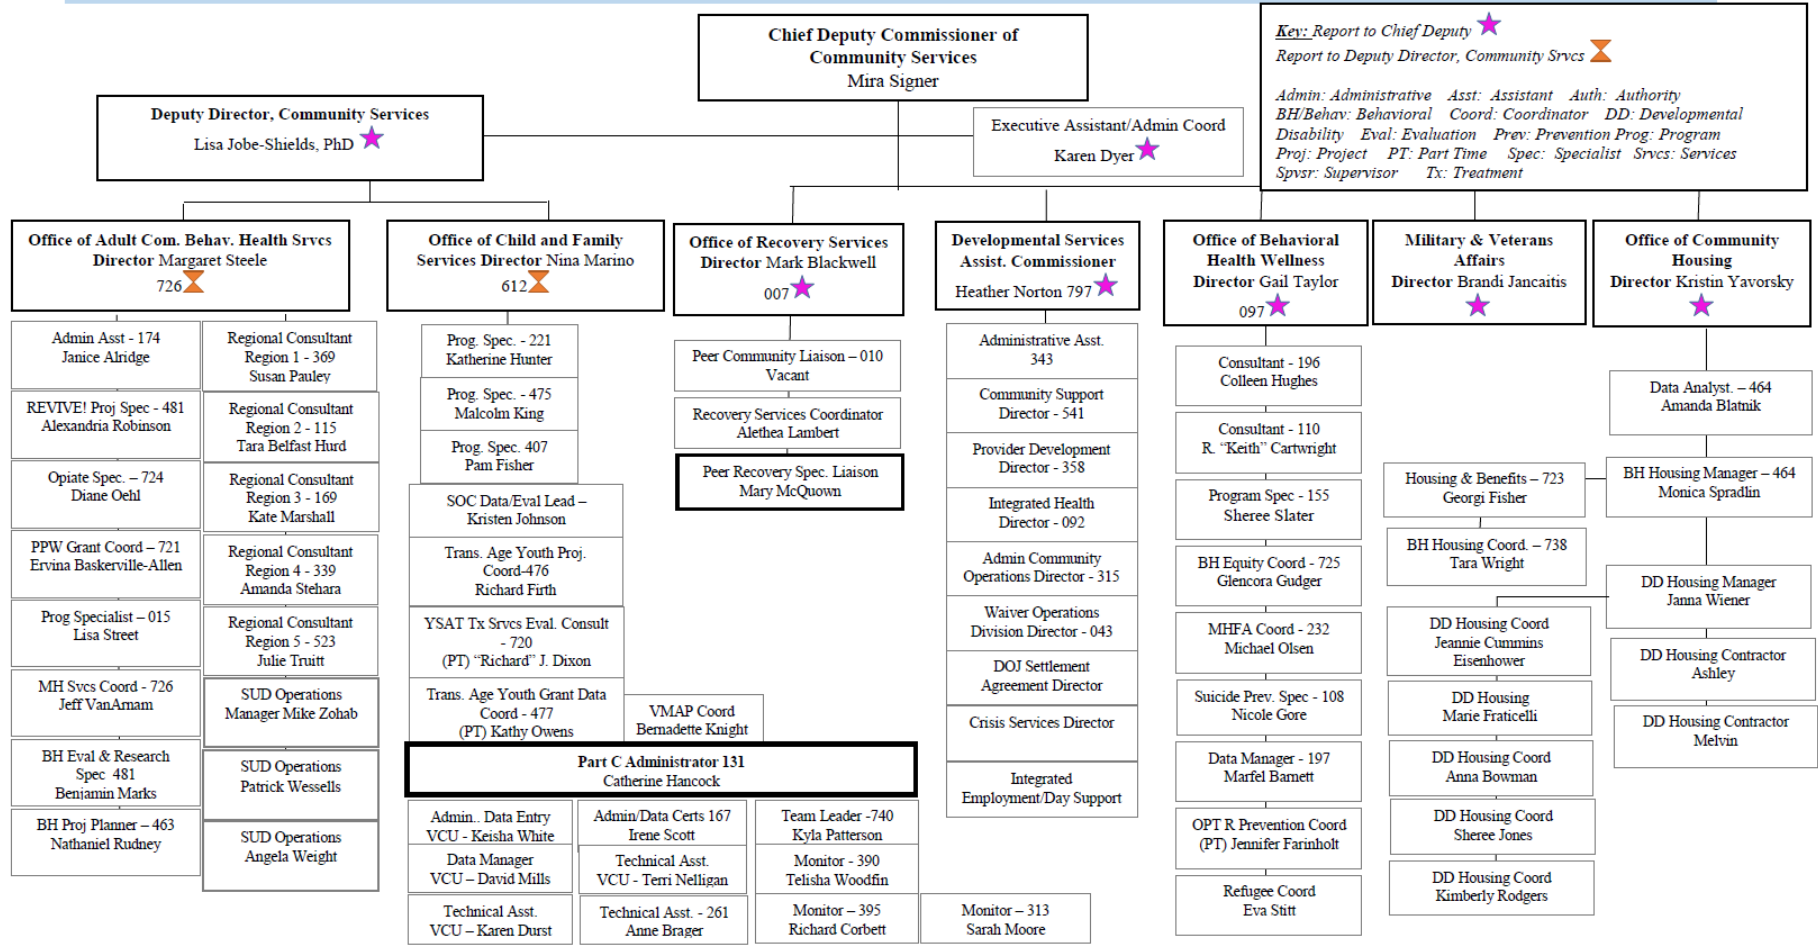 Chief Deputy Commissioner of
Community Services
Mira Signer
Key: Report to Chief Deputy
Report to Deputy Director, Community Srvcs
Admin: Administrative Asst: Assistant Auth: Authority
BH/Behav: Behavioral Coord: Coordinator DD: Developmental
Disability Eval: Evaluation Prev: Prevention Prog: Program
Proj: Project PT: Part Time Spec: Specialist Srvcs: Services
Spvsr: Supervisor Tx: Treatment
Deputy Director, Community Services
Lisa Jobe-Shields, PhD
Executive Assistant/Admin Coord
Karen Dyer
Office of Adult Com. Behav. Health Srvcs
Director Margaret Steele
726
Office of Child and Family
Services Director Nina Marino
612
Office of Recovery Services
Director Mark Blackwell
007
Developmental Services
Assist. Commissioner
Heather Norton 797
Office of Behavioral
Health Wellness
Director Gail Taylor
097
Military & Veterans
Affairs
Director Brandi Jancaitis
Office of Community
Housing
Director Kristin Yavorsky
Admin Asst - 174
Janice Alridge
REVIVE! Proj Spec - 481
Alexandria Robinson
Opiate Spec. – 724
Diane Oehl
PPW Grant Coord – 721
Ervina Baskerville-Allen
Prog Specialist – 015
Lisa Street
MH Svcs Coord - 726
Jeff VanArnam
BH Eval & Research
Spec 481
Benjamin Marks
BH Proj Planner – 463
Nathaniel Rudney
Regional Consultant
Region 1 - 369
Susan Pauley
Regional Consultant
Region 2 - 115
Tara Belfast Hurd
Regional Consultant
Region 3 - 169
Kate Marshall
Regional Consultant
Region 4 - 339
Amanda Stehara
Regional Consultant
Region 5 - 523
Julie Truitt
SUD Operations
Manager Mike Zohab
SUD Operations
Patrick Wessells
SUD Operations
Angela Weight
Prog. Spec. - 221
Katherine Hunter
Prog. Spec. - 475
Malcolm King
Prog. Spec. 407
Pam Fisher
SOC Data/Eval Lead –
Kristen Johnson
Trans. Age Youth Proj.
Coord-476
Richard Firth
YSAT Tx Srvcs Eval. Consult
- 720
(PT) “Richard” J. Dixon
Trans. Age Youth Grant Data
Coord - 477
(PT) Kathy Owens
VMAP Coord
Bernadette Knight
Part C Administrator 131
Catherine Hancock
Admin.. Data Entry
VCU - Keisha White
Data Manager
VCU – David Mills
Technical Asst.
VCU – Karen Durst
Admin/Data Certs 167
Irene Scott
Technical Asst.
VCU - Terri Nelligan
Technical Asst. - 261
Anne Brager
Team Leader -740
Kyla Patterson
Monitor - 390
Telisha Woodfin
Monitor – 395
Richard Corbett
Monitor – 313
Sarah Moore
Peer Community Liaison – 010
Vacant
Recovery Services Coordinator
Alethea Lambert
Peer Recovery Spec. Liaison
Mary McQuown
Administrative Asst.
343
Community Support
Director - 541
Provider Development
Director - 358
Integrated Health
Director - 092
Admin Community
Operations Director - 315
Waiver Operations
Division Director - 043
DOJ Settlement
Agreement Director
Crisis Services Director
Integrated
Employment/Day Support
Consultant - 196
Colleen Hughes
Consultant - 110
R. “Keith” Cartwright
Program Spec - 155
Sheree Slater
BH Equity Coord - 725
Glencora Gudger
MHFA Coord - 232
Michael Olsen
Suicide Prev. Spec - 108
Nicole Gore
Data Manager - 197
Marfel Barnett
OPT R Prevention Coord
(PT) Jennifer Farinholt
Refugee Coord
Eva Stitt
Housing & Benefits – 723
Georgi Fisher
BH Housing Coord. – 738
Tara Wright
DD Housing Coord
Jeannie Cummins
Eisenhower
DD Housing
Marie Fraticelli
DD Housing Coord
Anna Bowman
DD Housing Coord
Sheree Jones
DD Housing Coord
Kimberly Rodgers
Data Analyst. – 464
Amanda Blatnik
BH Housing Manager – 464
Monica Spradlin
DD Housing Manager
Janna Wiener
DD Housing Contractor
Ashley
DD Housing Contractor
Melvin